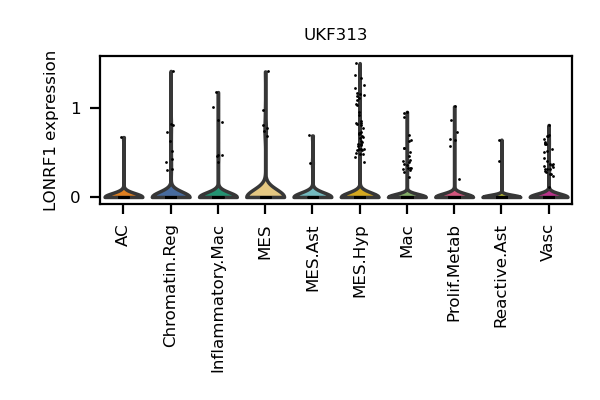 UKF313
LONRF1 expression
1
0
AC
Chromatin.Reg
Inflammatory.Mac
MES
MES.Ast
MES.Hyp
Mac
Prolif.Metab
Reactive.Ast
Vasc